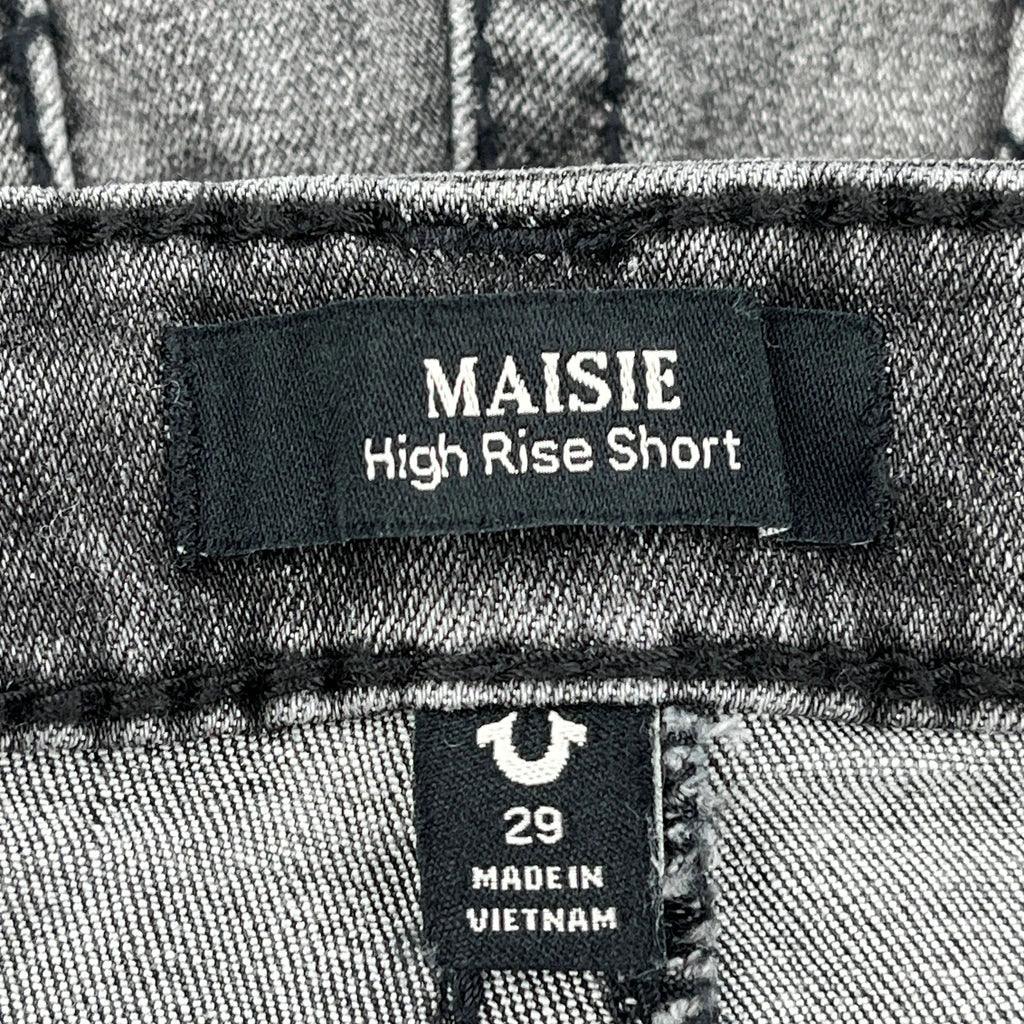 MAISIE
High Rise Short
29
MADE IN
VIETNAM